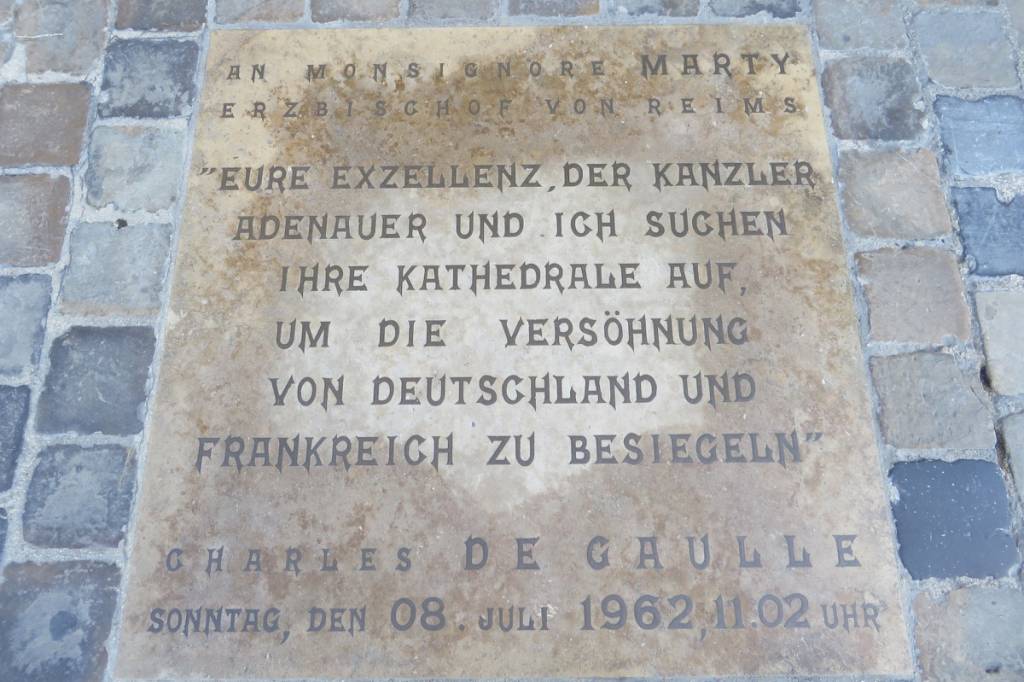 AN MONSIGNORE MARTY
ERZBISCHOF VON REIMS
"EURE EXZELLENZ, DER KANZLER
ADENAUER UND ICH SUCHEN
IHRE KATHEDRALE AUF,
UM DIE VERSÖHNUNG
VON DEUTSCHLAND UND
FRANKREICH ZU BESIEGELN"
CHARLES DE GAULLE
SONNTAG, DEN 08. JULI 1962, 11.02 UHR